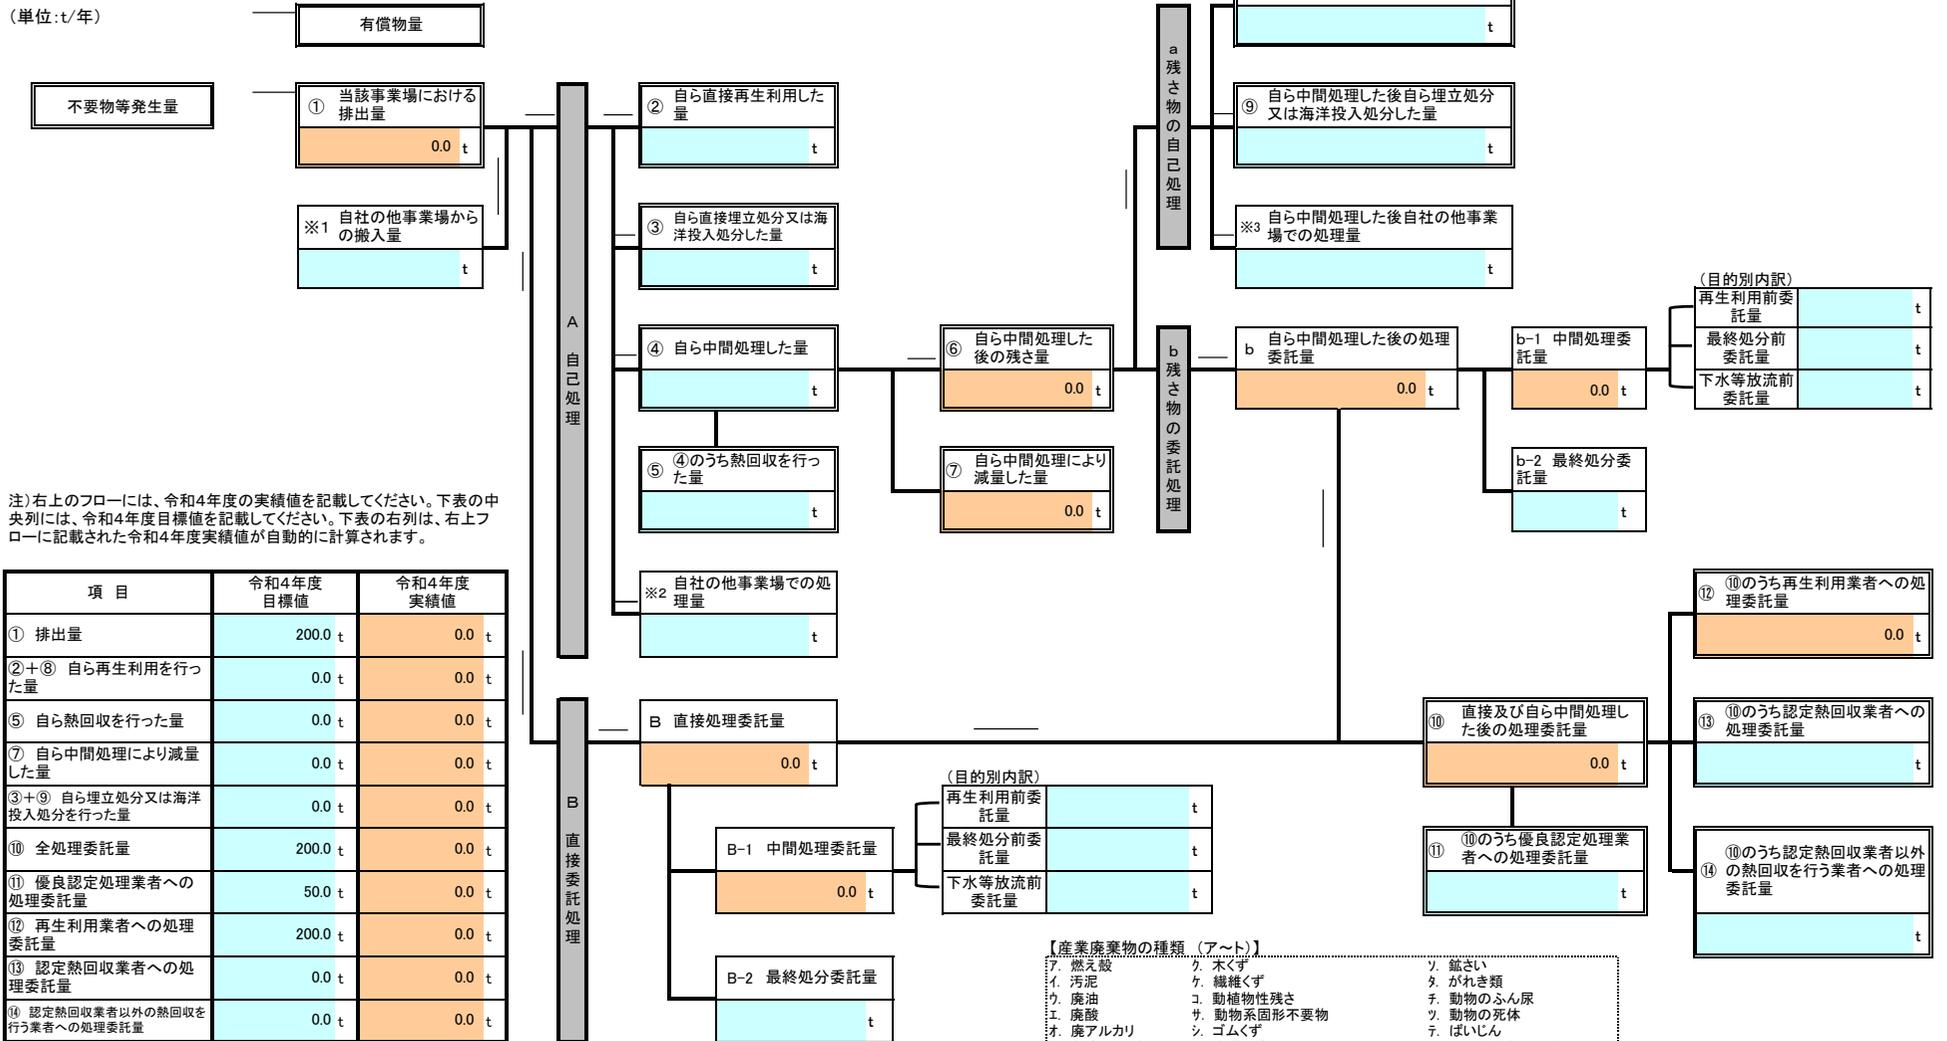 （単位：t/年）
有償物量
t
不要物等発生量
① 当該事業場における
排出量
0.0 t
※1 自社の他事業場から
の搬入量
t
A 自己処理
② 自ら直接再生利用した
量
t
③ 自ら直接埋立処分又は海
洋投入処分した量
t
④ 自ら中間処理した量
t
⑤ ④のうち熱回収を行っ
た量
t
※2 自社の他事業場での処
理量
t
⑥ 自ら中間処理した
後の残さ量
0.0 t
⑦ 自ら中間処理により
減量した量
0.0 t
a 残さ物の自己処理
⑨ 自ら中間処理した後自ら埋立処分
又は海洋投入処分した量
t
※3 自ら中間処理した後自社の他事業
場での処理量
t
b 残さ物の委託処理
b 自ら中間処理した後の処理
委託量
0.0 t
b-1 中間処理委
託量
0.0 t
b-2 最終処分委
託量
t
（目的別内訳）
再生利用前委
託量
t
最終処分前
委託量
t
下水等放流前
委託量
t
注）右上のフローには、令和４年度の実績値を記載してください。下表の中
央列には、令和４年度目標値を記載してください。下表の右列は、右上フ
ローに記載された令和４年度実績値が自動的に計算されます。
項 目 令和４年度
目標値 令和４年度
実績値
① 排出量 200.0 t 0.0 t
②＋⑧ 自ら再生利用を行っ
た量 0.0 t 0.0 t
⑤ 自ら熱回収を行った量 0.0 t 0.0 t
⑦ 自ら中間処理により減量
した量 0.0 t 0.0 t
③＋⑨ 自ら埋立処分又は海洋
投入処分を行った量 0.0 t 0.0 t
⑩ 全処理委託量 200.0 t 0.0 t
⑪ 優良認定処理業者への
処理委託量 50.0 t 0.0 t
⑫ 再生利用業者への処理
委託量 200.0 t 0.0 t
⑬ 認定熱回収業者への処
理委託量 0.0 t 0.0 t
⑭ 認定熱回収業者以外の熱回収を
行う業者への処理委託量 0.0 t 0.0 t
B 直接委託処理
B 直接処理委託量
0.0 t
B-1 中間処理委託量
0.0 t
B-2 最終処分委託量
t
（目的別内訳）
再生利用前委
託量
t
最終処分前委
託量
t
下水等放流前
委託量
t
⑩ 直接及び自ら中間処理し
た後の処理委託量
0.0 t
⑪ ⑩のうち優良認定処理業
者への処理委託量
t
⑫ ⑩のうち再生利用業者への処
理委託量
0.0 t
⑬ ⑩のうち認定熱回収業者への
処理委託量
t
⑭ ⑩のうち認定熱回収業者以外
の熱回収を行う業者への処理
委託量
t
【産業廃棄物の種類 （ア～ト）】
ア. 燃え殻 ク. 木くず ソ. 鉱さい
イ. 汚泥 ケ. 繊維くず タ. がれき類
ウ. 廃油 コ. 動植物性残さ チ. 動物のふん尿
エ. 廃酸 サ. 動物系固形不要物 ツ. 動物の死体
オ. 廃アルカリ シ. ゴムくず テ. ばいじん